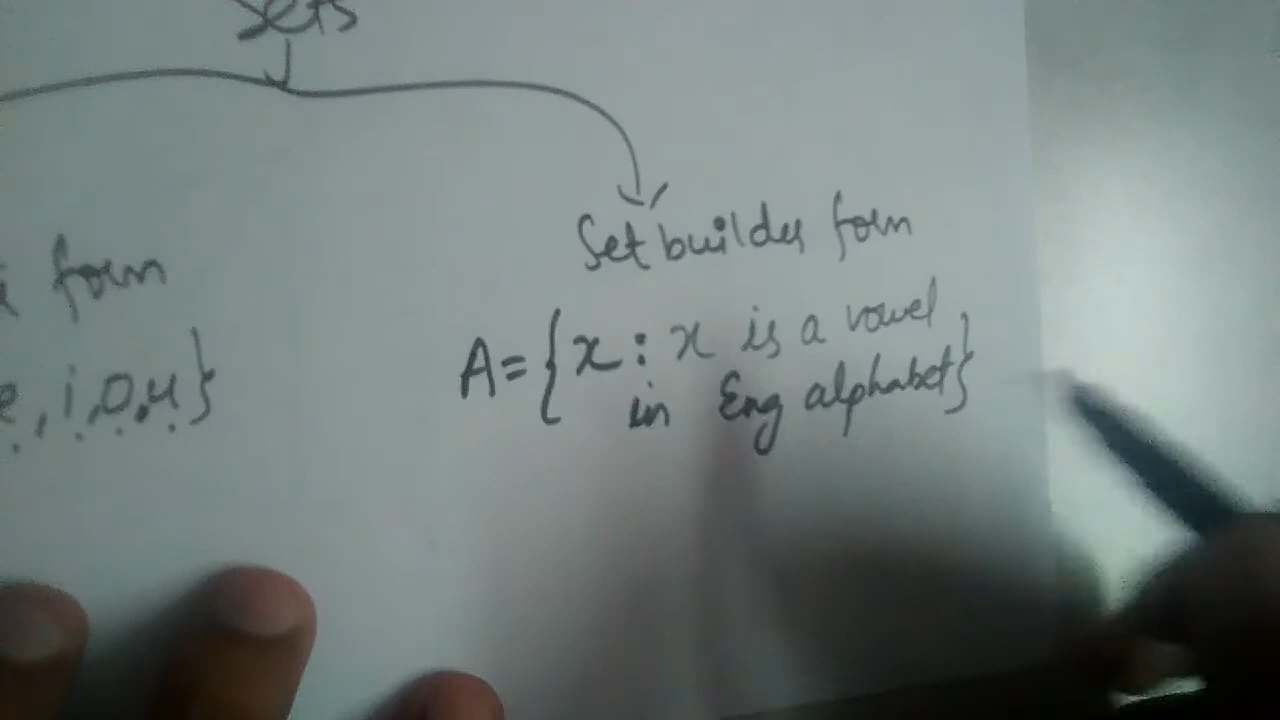 Sets
form
e, i, o, u}
Set builder form
A = {x : x is a vowel
in Eng alphabet}